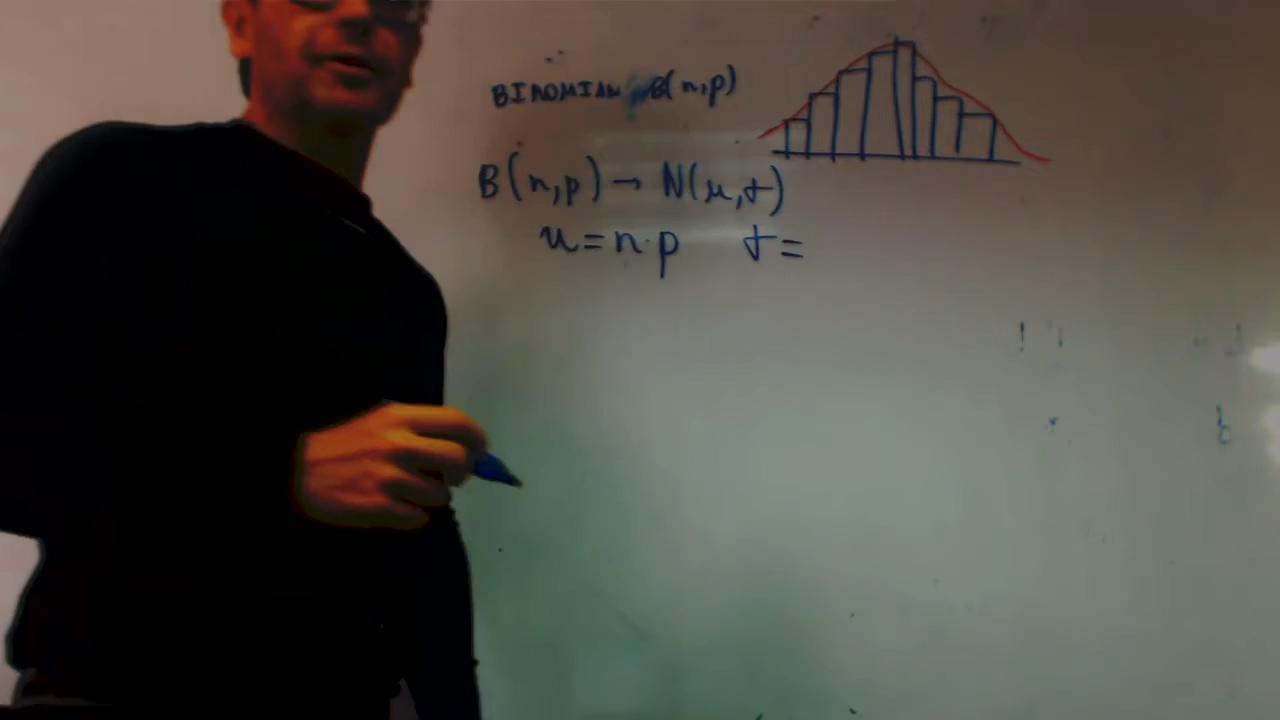 BINOMIAL B(n,p)
B(n,p) → N(μ,σ)
μ=n·p σ=